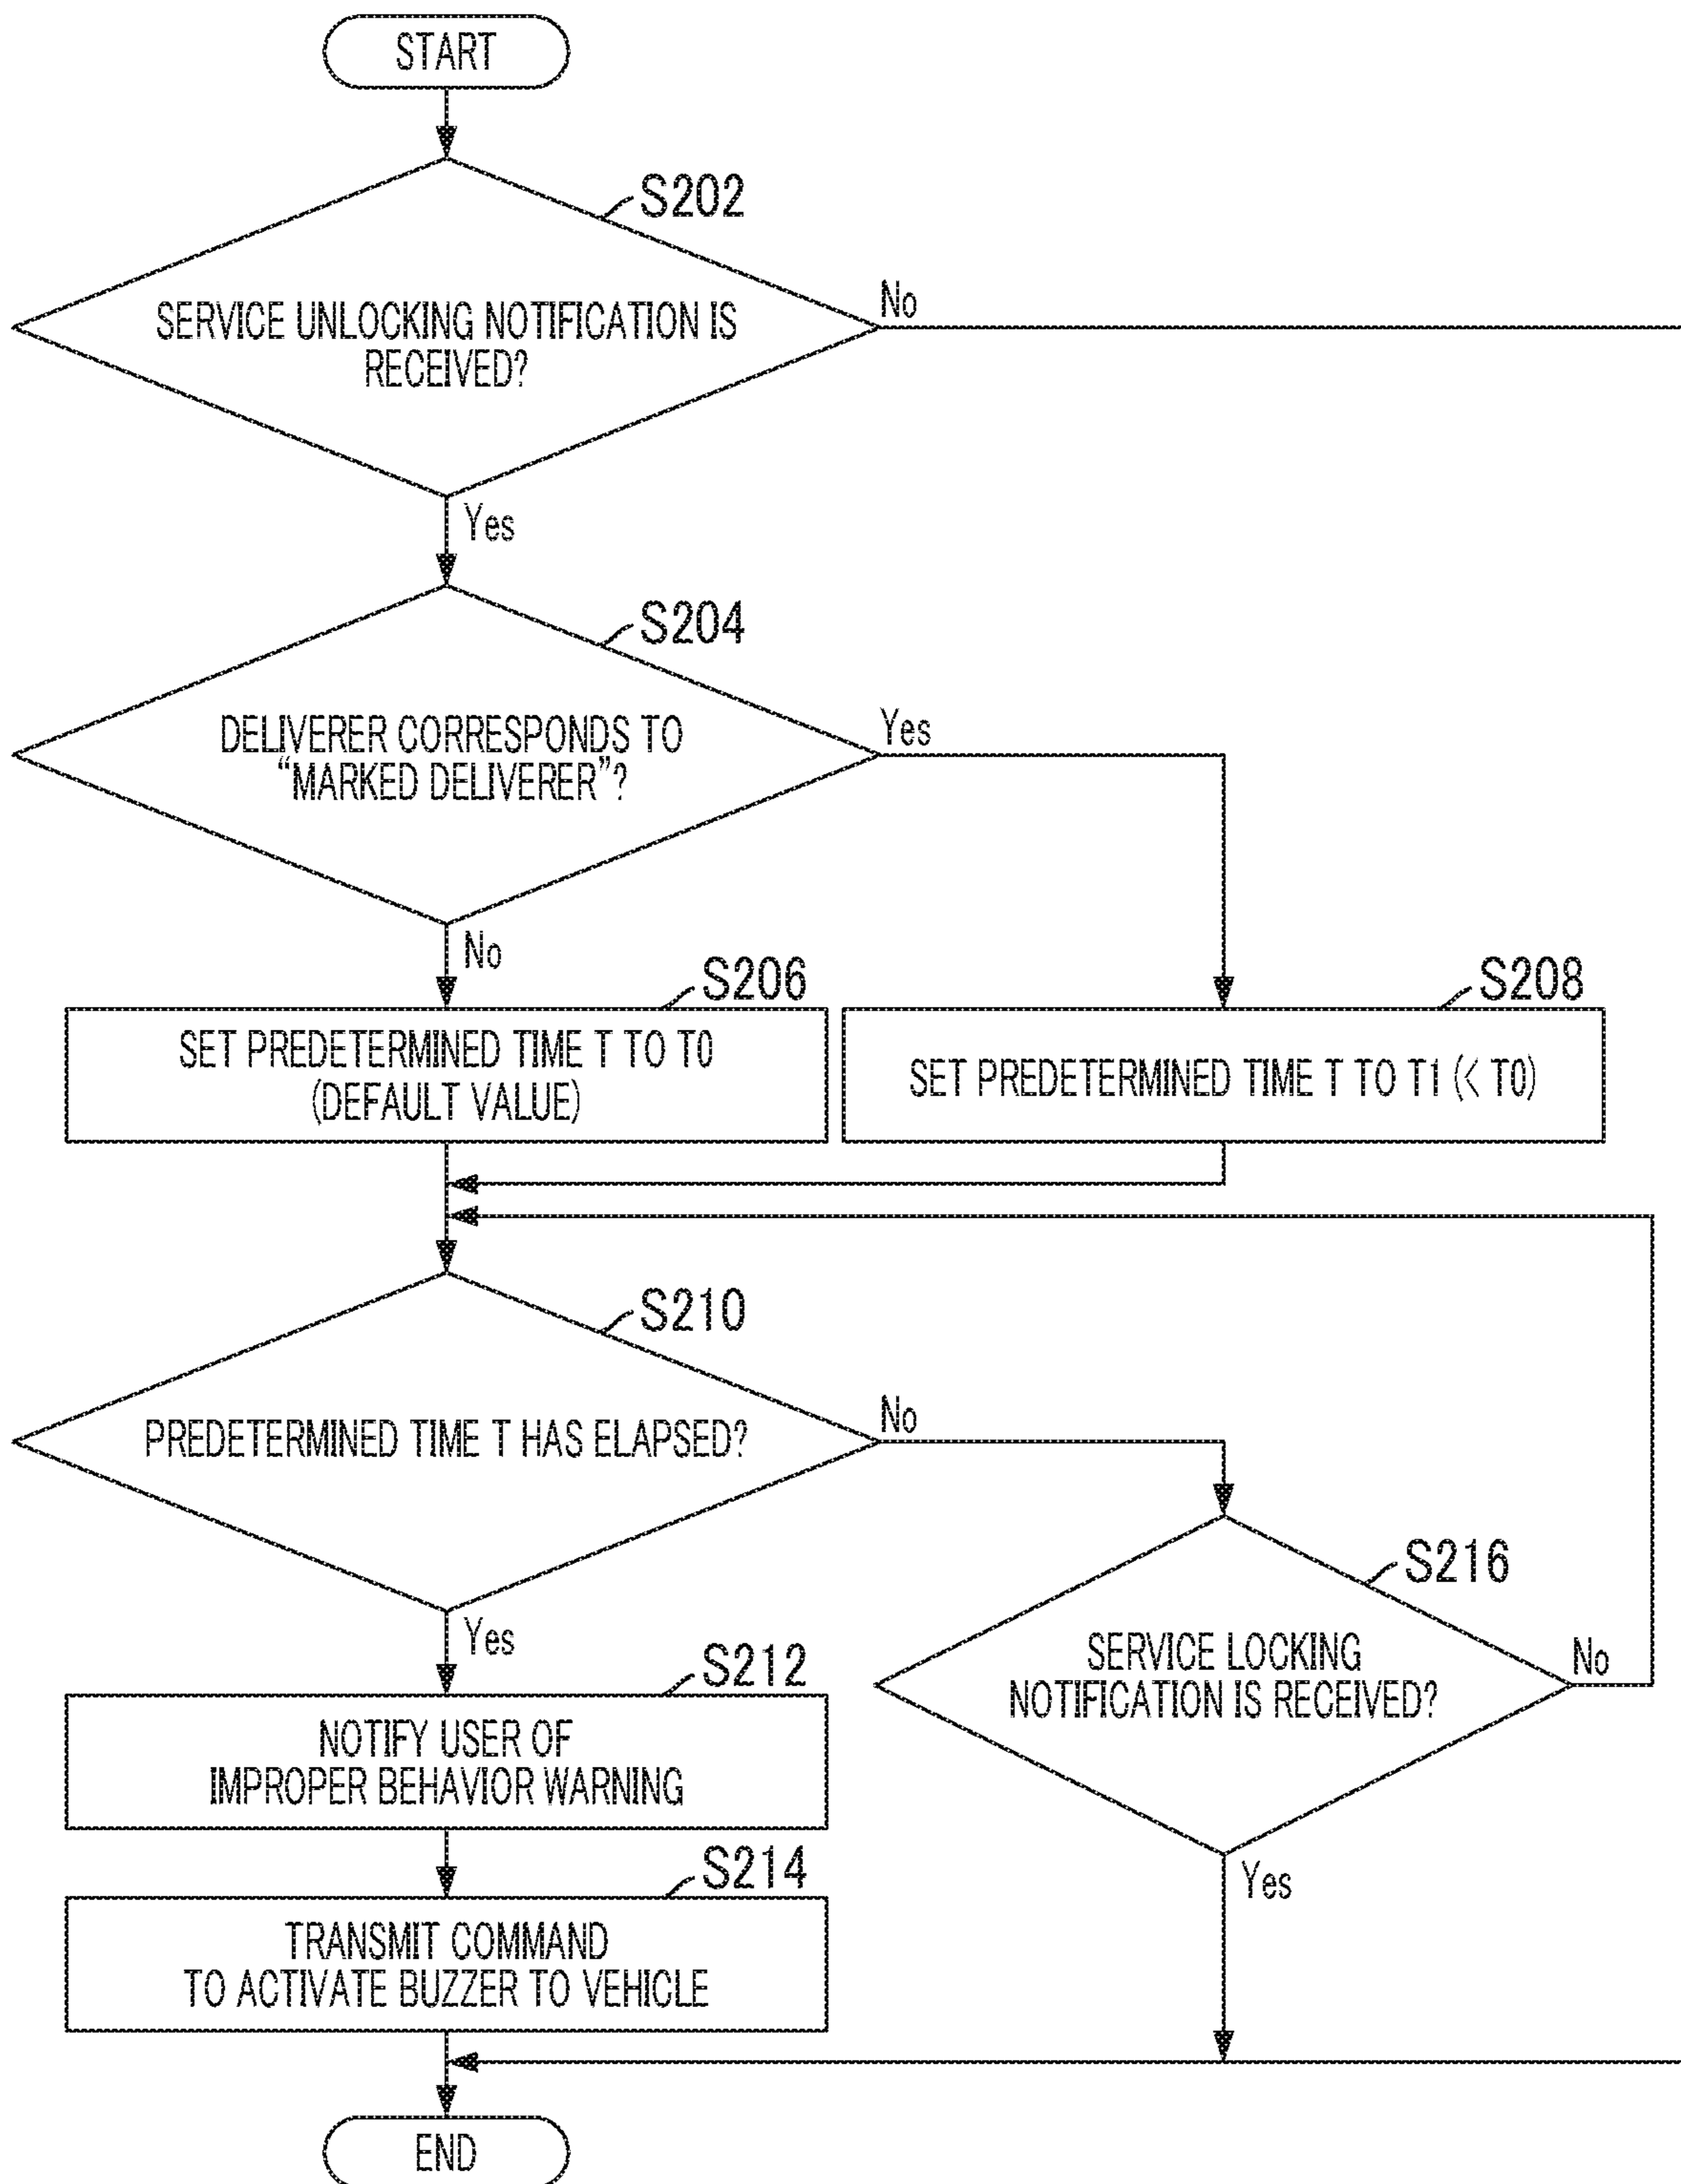 START
S202
SERVICE UNLOCKING NOTIFICATION IS
RECEIVED?
No
Yes
S204
DELIVERER CORRESPONDS TO
“MARKED DELIVERER”?
Yes
No
S206
SET PREDETERMINED TIME T TO T0
(DEFAULT VALUE)
S208
SET PREDETERMINED TIME T TO T1 (< T0)
S210
PREDETERMINED TIME T HAS ELAPSED?
No
Yes
S216
SERVICE LOCKING
NOTIFICATION IS RECEIVED?
No
Yes
S212
NOTIFY USER OF
IMPROPER BEHAVIOR WARNING
S214
TRANSMIT COMMAND
TO ACTIVATE BUZZER TO VEHICLE
END